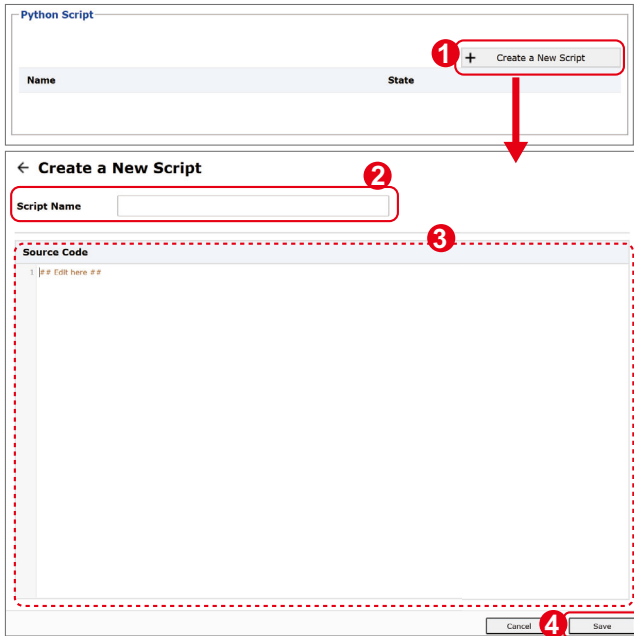 Python Script
1
+ Create a New Script
Name State
← Create a New Script
2
Script Name
3
Source Code
1 ## Edit here ##
Cancel 4 Save